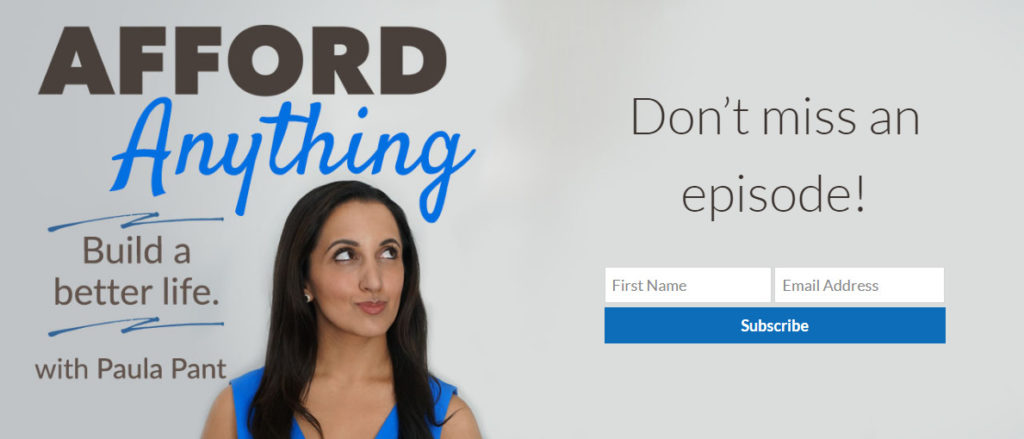 AFFORD
Anything
Build a
better life.
with Paula Pant
Don’t miss an
episode!
First Name
Email Address
Subscribe